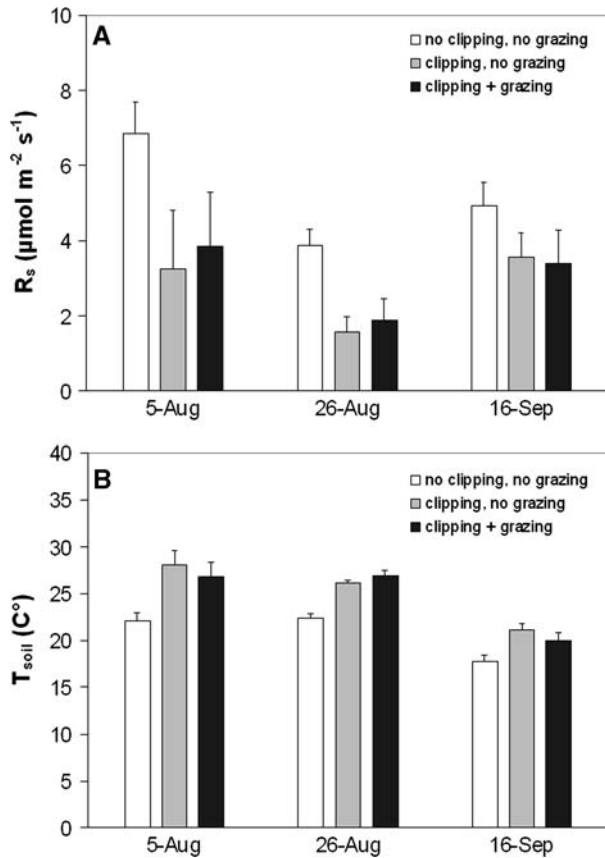 10
A
no clipping, no grazing
clipping, no grazing
clipping + grazing
8
6
4
2
0
Rs (µmol m⁻² s⁻¹)
5-Aug 26-Aug 16-Sep
40
B
no clipping, no grazing
clipping, no grazing
clipping + grazing
35
30
25
20
15
10
5
0
Tsoil (C°)
5-Aug 26-Aug 16-Sep